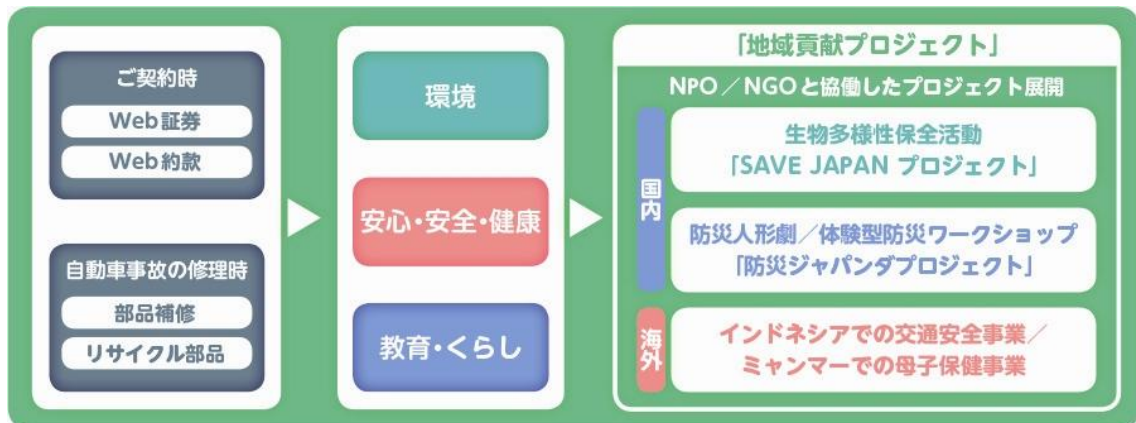 ご契約時
Web証券
Web約款
自動車事故の修理時
部品補修
リサイクル部品
環境
安心・安全・健康
教育・くらし
「地域貢献プロジェクト」
NPO／NGOと協働したプロジェクト展開
国内
生物多様性保全活動
「SAVE JAPAN プロジェクト」
防災人形劇／体験型防災ワークショップ
「防災ジャパンダプロジェクト」
海外
インドネシアでの交通安全事業／
ミャンマーでの母子保健事業